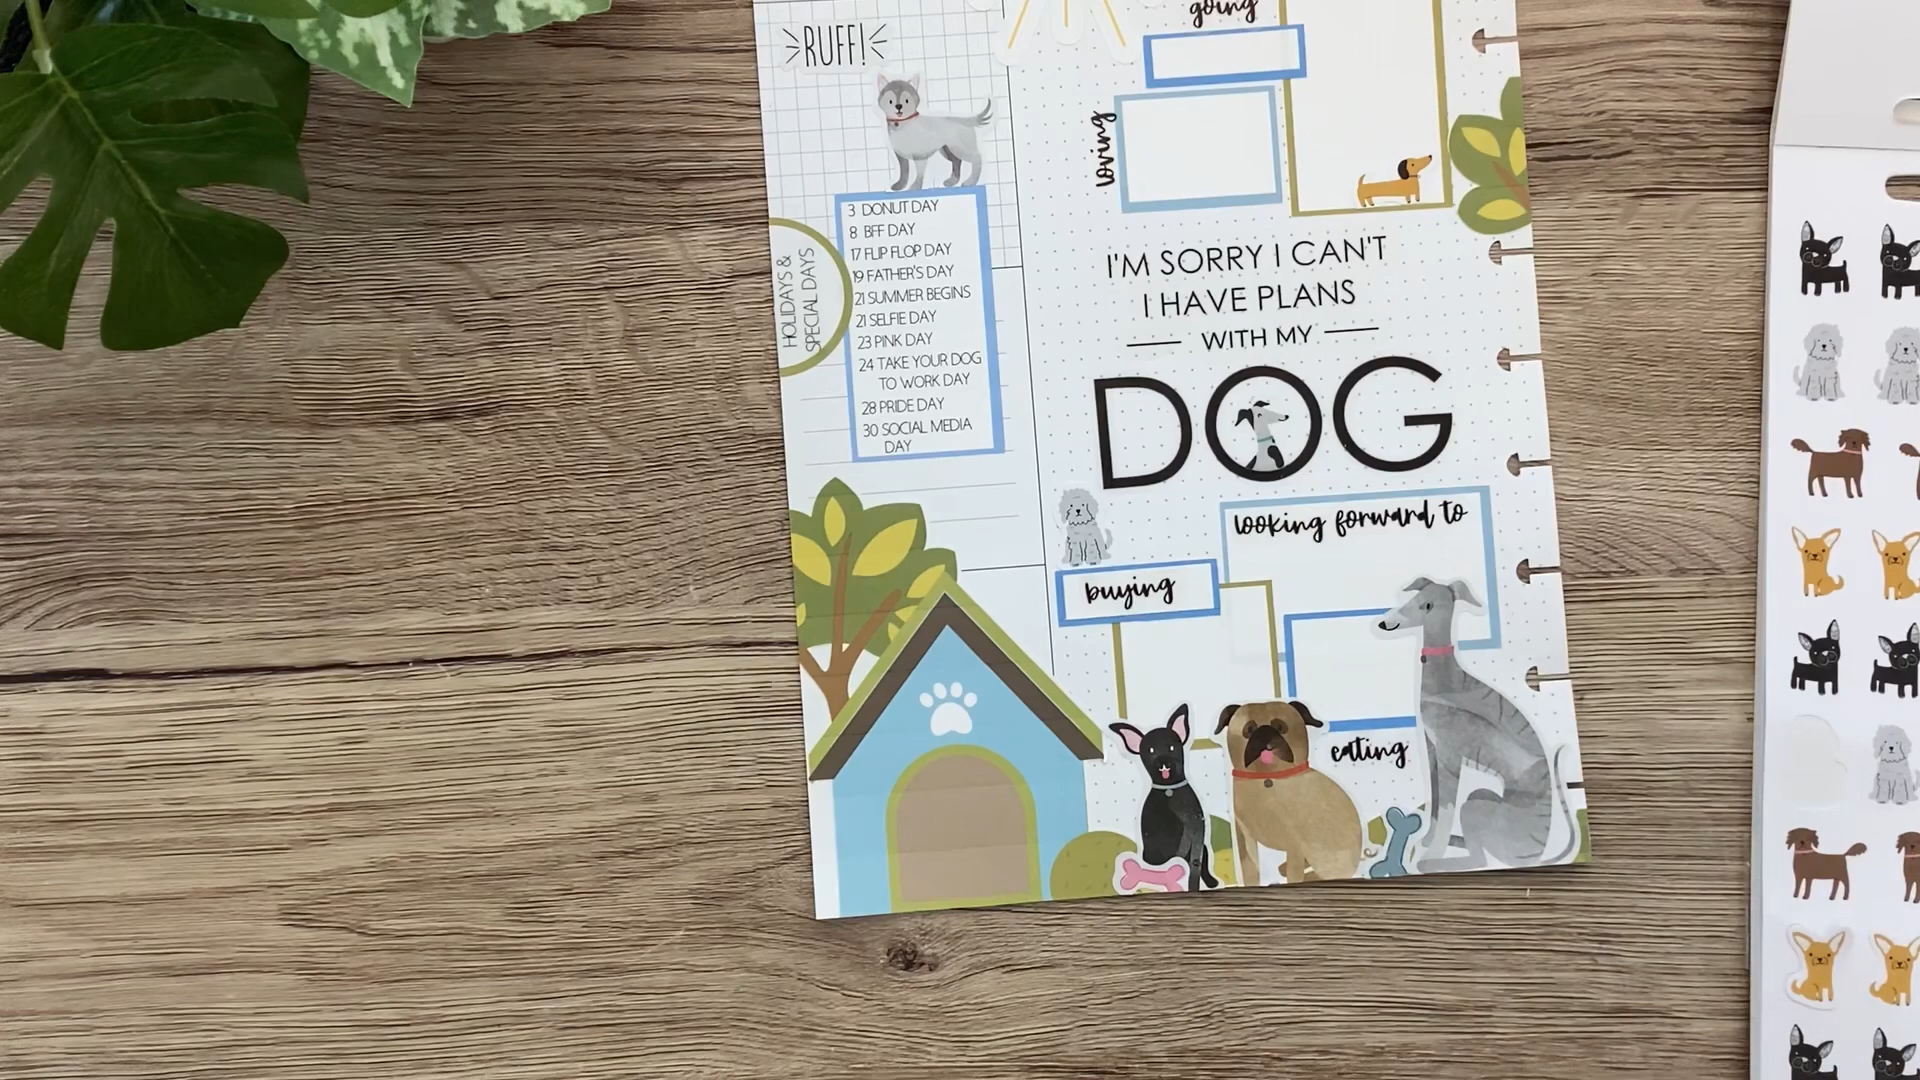 RUFF!
HOLIDAYS &
SPECIAL DAYS
3 DONUT DAY
8 BFF DAY
17 FLIP FLOP DAY
19 FATHER'S DAY
21 SUMMER BEGINS
21 SELFIE DAY
23 PINK DAY
24 TAKE YOUR DOG
TO WORK DAY
28 PRIDE DAY
30 SOCIAL MEDIA
DAY
going
loving
I'M SORRY I CAN'T
I HAVE PLANS
WITH MY
DOG
looking forward to
buying
eating